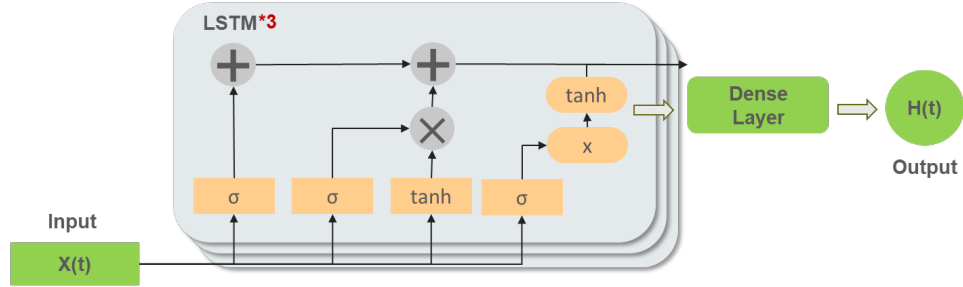 LSTM*3
tanh
x
σ
σ
tanh
σ
Input
X(t)
Dense
Layer
H(t)
Output